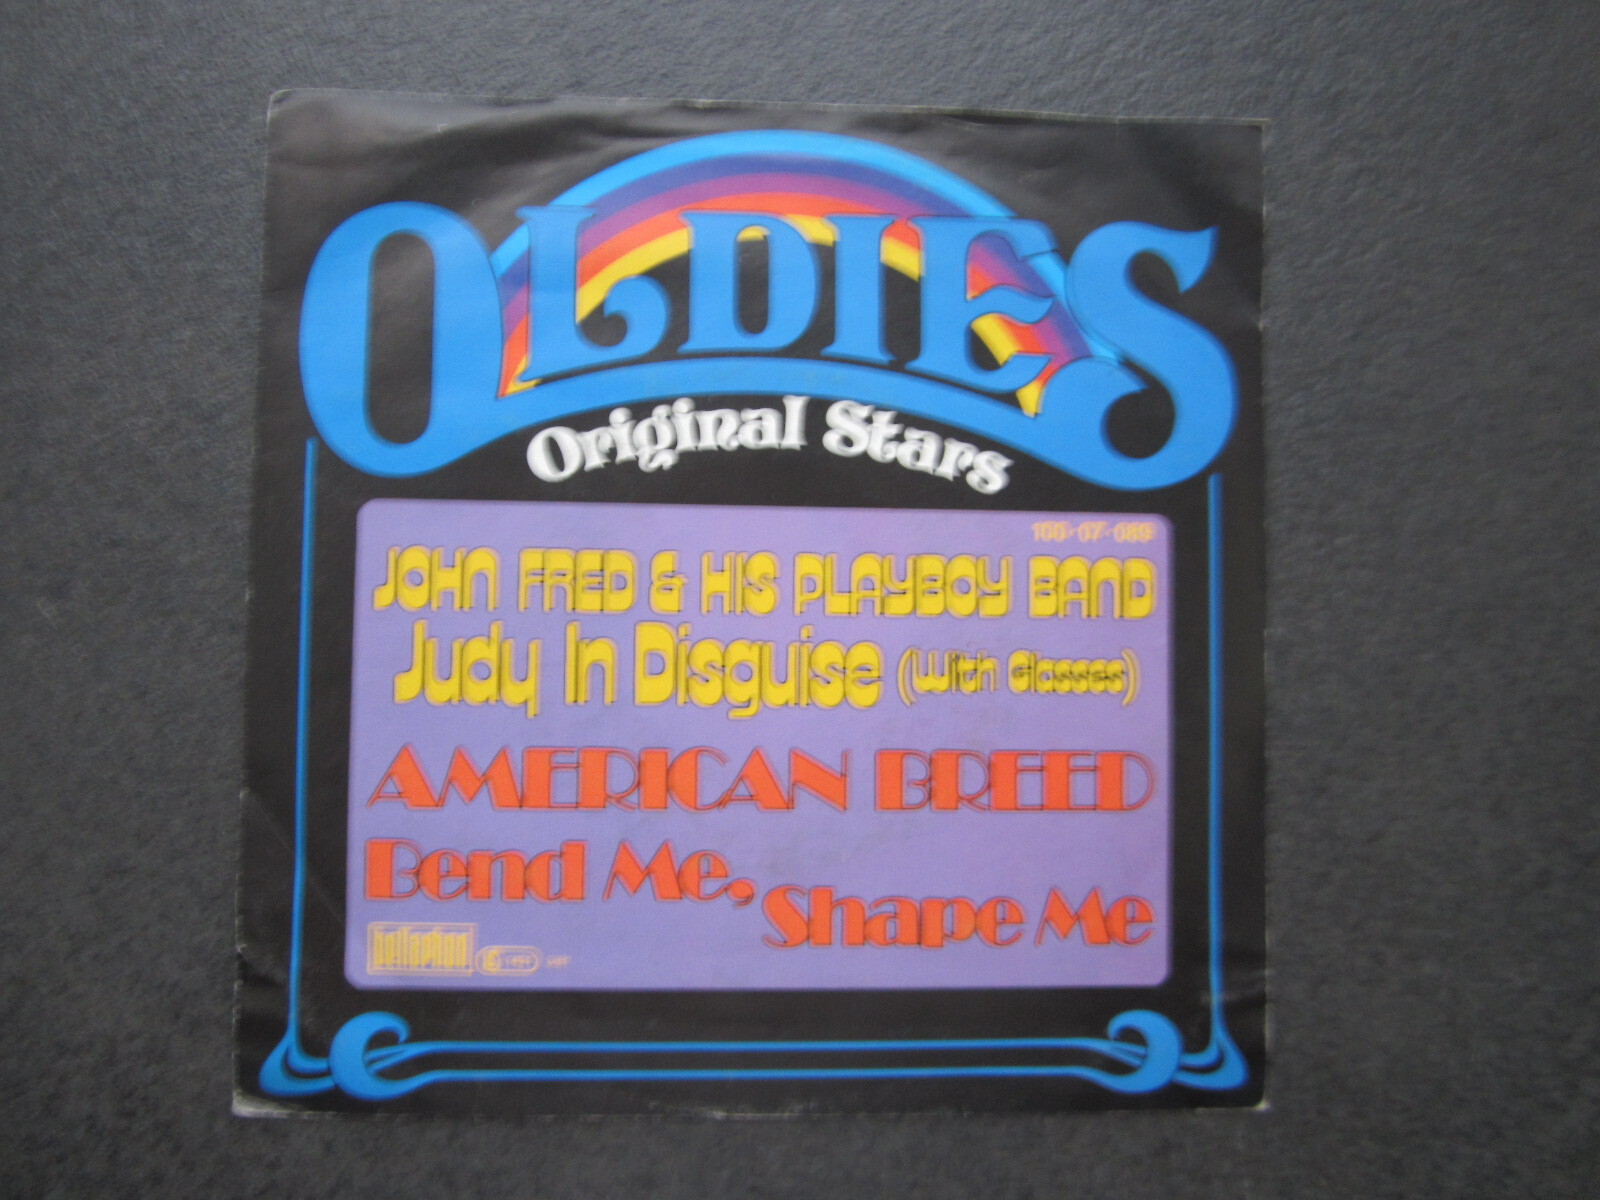 OLDIES
Original Stars
100·07·089
JOHN FRED & HIS PLAYBOY BAND
Judy In Disguise (With Glasses)
AMERICAN BREED
Bend Me, Shape Me
bellaphon